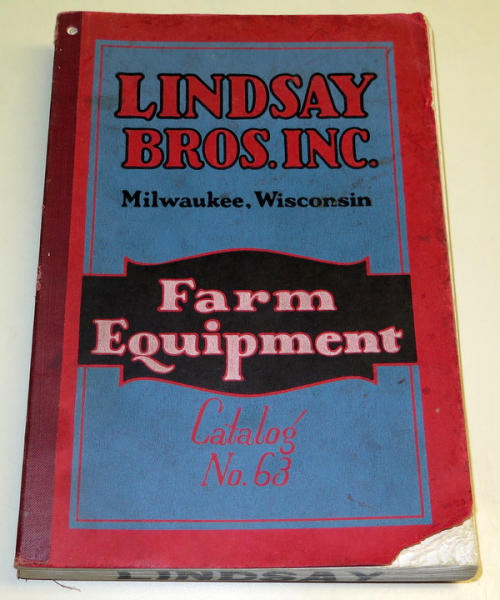 LINDSAY
BROS. INC.
Milwaukee, Wisconsin
Farm
Equipment
Catalog
No. 63
LINDSAY